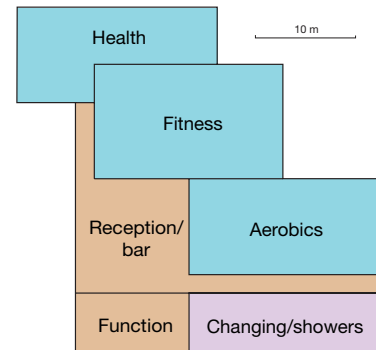 Health
10 m
Fitness
Reception/
bar
Aerobics
Function
Changing/showers